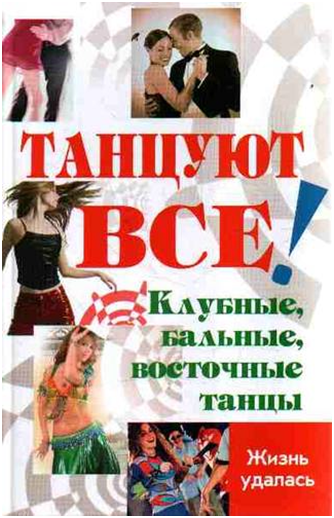 ТАНЦУЮТ
ВСЕ!
Клубные,
бальные,
восточные
танцы
Жизнь
удалась